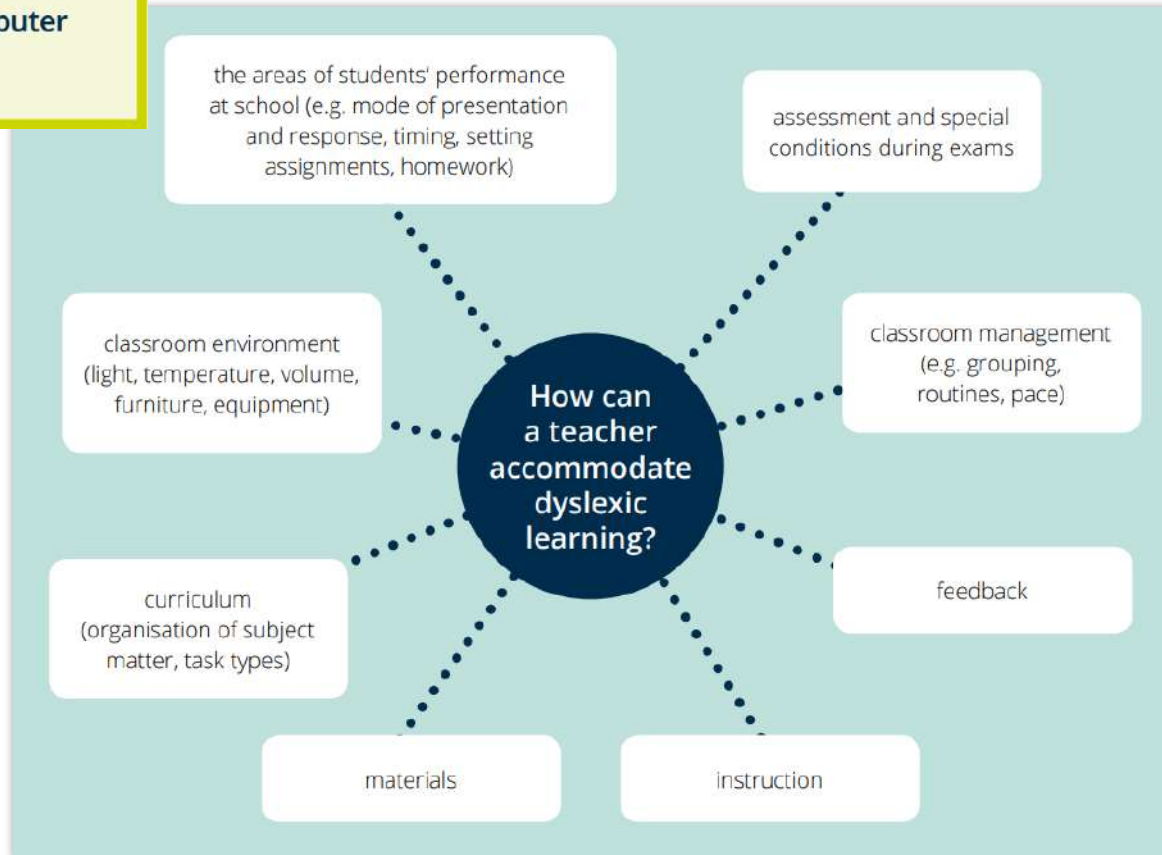 the areas of students' performance
at school (e.g. mode of presentation
and response, timing, setting
assignments, homework)
assessment and special
conditions during exams
classroom environment
(light, temperature, volume,
furniture, equipment)
classroom management
(e.g. grouping,
routines, pace)
How can
a teacher
accommodate
dyslexic
learning?
curriculum
(organisation of subject
matter, task types)
feedback
materials
instruction